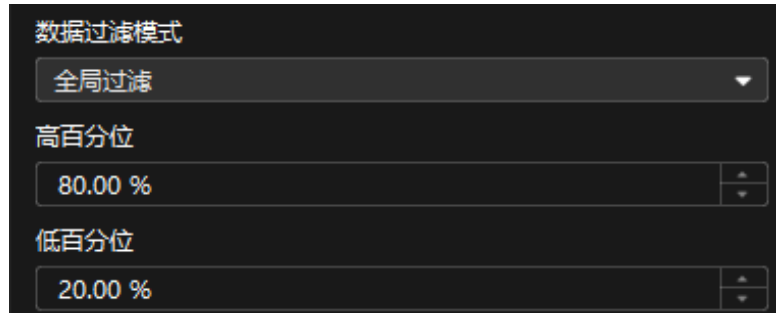 数据过滤模式
全局过滤
高百分位
80.00 %
低百分位
20.00 %